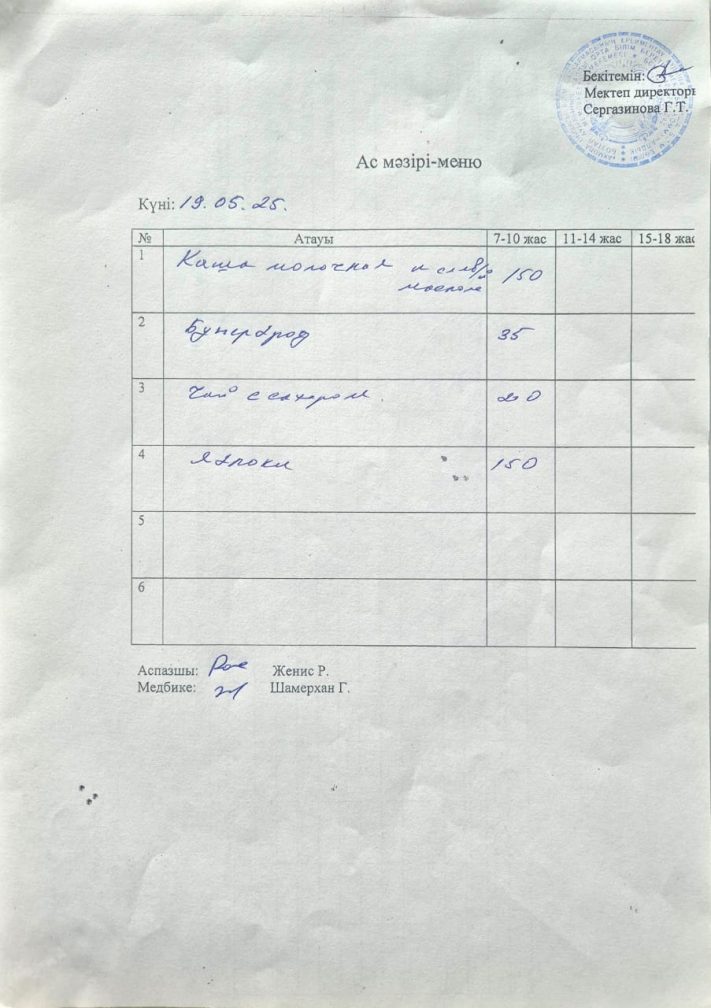 Бекітемін:
Мектеп директоры
Сергазинова Г.Т.
Ас мәзірі-меню
Күні: 19.05.25.
№ Атауы 7-10 жас 11-14 жас 15-18 жас
1 Каша молочная и слив/о маслом 150
2 Бутерброд 35
3 Чай с сахаром. 200
4 Яблоки 150
5
6
Аспазшы: Женис Р.
Медбике: Шамерхан Г.